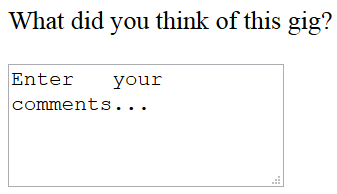 What did you think of this gig?
Enter   your
comments...